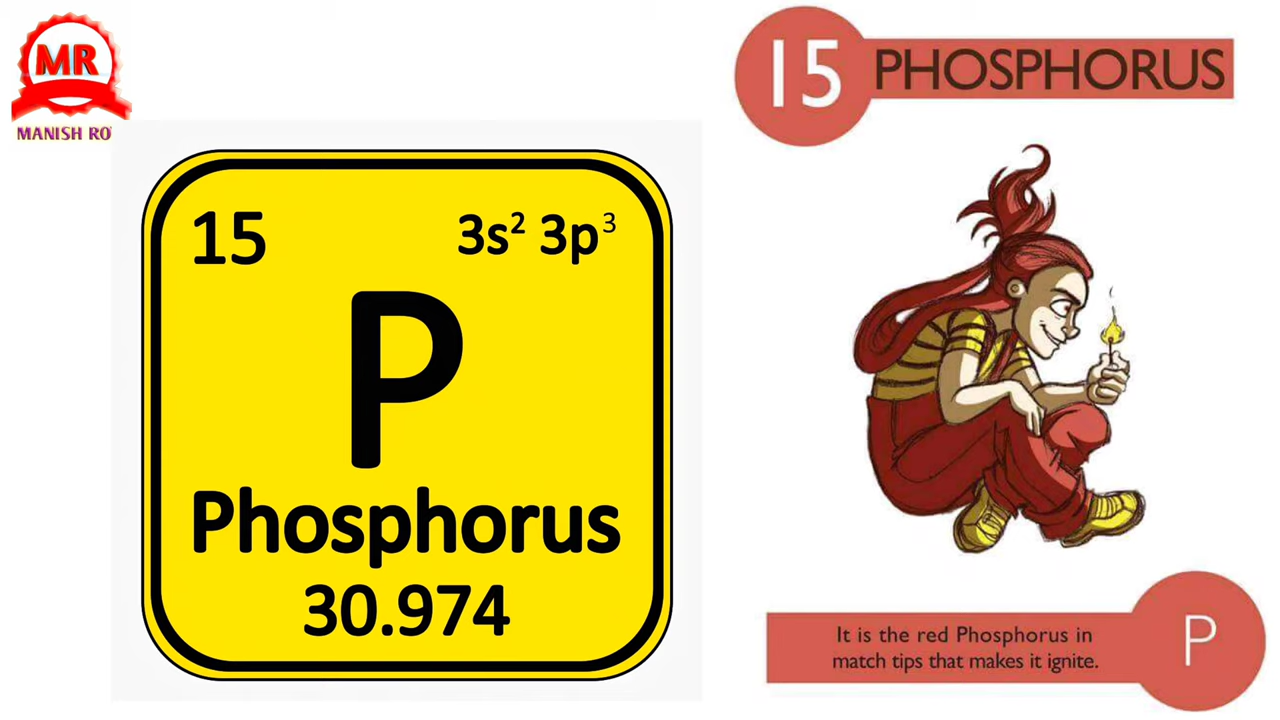 MR
MANISH RO
15
3s² 3p³
P
Phosphorus
30.974
15 PHOSPHORUS
It is the red Phosphorus in
match tips that makes it ignite.
P